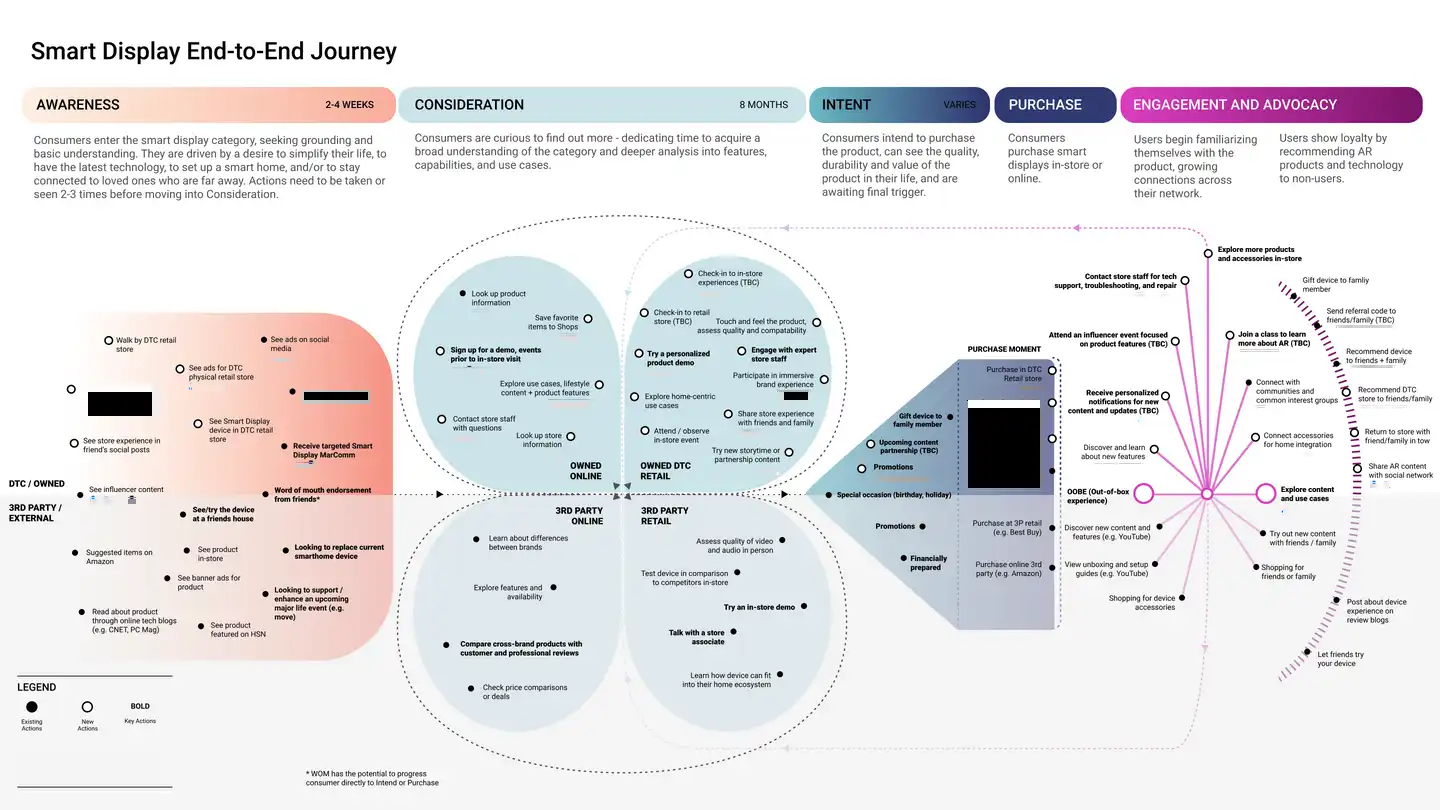 Smart Display End-to-End Journey
AWARENESS
2-4 WEEKS
Consumers enter the smart display category, seeking grounding and
basic understanding. They are driven by a desire to simplify their life, to
have the latest technology, to set up a smart home, and/or to stay
connected to loved ones who are far away. Actions need to be taken or
seen 2-3 times before moving into Consideration.
CONSIDERATION
8 MONTHS
Consumers are curious to find out more - dedicating time to acquire a
broad understanding of the category and deeper analysis into features,
capabilities, and use cases.
INTENT
VARIES
Consumers intend to purchase
the product, can see the quality,
durability and value of the
product in their life, and are
awaiting final trigger.
PURCHASE
Consumers
purchase smart
displays in-store or
online.
ENGAGEMENT AND ADVOCACY
Users begin familiarizing
themselves with the
product, growing
connections across
their network.
Users show loyalty by
recommending AR
products and technology
to non-users.
Walk by DTC retail
store
See ads on social
media
See ads for DTC
physical retail store
See Smart Display
device in DTC retail
store
See store experience in
friend's social posts
Receive targeted Smart
Display MarComm
DTC / OWNED
See influencer content
Word of mouth endorsement
from friends*
3RD PARTY /
EXTERNAL
See/try the device
at a friends house
Suggested items on
Amazon
See product
in-store
Looking to replace current
smarthome device
See banner ads for
product
Looking to support /
enhance an upcoming
major life event (e.g.
move)
Read about product
through online tech blogs
(e.g. CNET, PC Mag)
See product
featured on HSN
Look up product
information
Save favorite
items to Shops
Sign up for a demo, events
prior to in-store visit
Explore use cases, lifestyle
content + product features
Contact store staff
with questions
Look up store
information
OWNED
ONLINE
Check-in to in-store
experiences (TBC)
Check-in to retail
store (TBC)
Touch and feel the product,
assess quality and compatability
Try a personalized
product demo
Engage with expert
store staff
Participate in immersive
brand experience
Explore home-centric
use cases
Share store experience
with friends and family
Attend / observe
in-store event
Try new storytime or
partnership content
OWNED DTC
RETAIL
3RD PARTY
ONLINE
Learn about differences
between brands
Explore features and
availability
Compare cross-brand products with
customer and professional reviews
Check price comparisons
or deals
3RD PARTY
RETAIL
Assess quality of video
and audio in person
Test device in comparison
to competitors in-store
Try an in-store demo
Talk with a store
associate
Learn how device can fit
into their home ecosystem
PURCHASE MOMENT
Purchase in DTC
Retail store
Gift device to
family member
Upcoming content
partnership (TBC)
Promotions
Special occasion (birthday, holiday)
Promotions
Financially
prepared
Purchase at 3P retail
(e.g. Best Buy)
Purchase online 3rd
party (e.g. Amazon)
Explore more products
and accessories in-store
Contact store staff for tech
support, troubleshooting, and repair
Attend an influencer event focused
on product features (TBC)
Join a class to learn
more about AR (TBC)
Receive personalized
notifications for new
content and updates (TBC)
Connect with
communities and
common interest groups
Discover and learn
about new features
Connect accessories
for home integration
OOBE (Out-of-box
experience)
Explore content
and use cases
Discover new content and
features (e.g. YouTube)
Try out new content
with friends / family
View unboxing and setup
guides (e.g. YouTube)
Shopping for
friends or family
Shopping for device
accessories
Gift device to famliy
member
Send referral code to
friends/family (TBC)
Recommend device
to friends + family
Recommend DTC
store to friends/family
Return to store with
friend/family in tow
Share AR content
with social network
Post about device
experience on
review blogs
Let friends try
your device
LEGEND
Existing
Actions
New
Actions
BOLD
Key Actions
* WOM has the potential to progress
consumer directly to Intend or Purchase